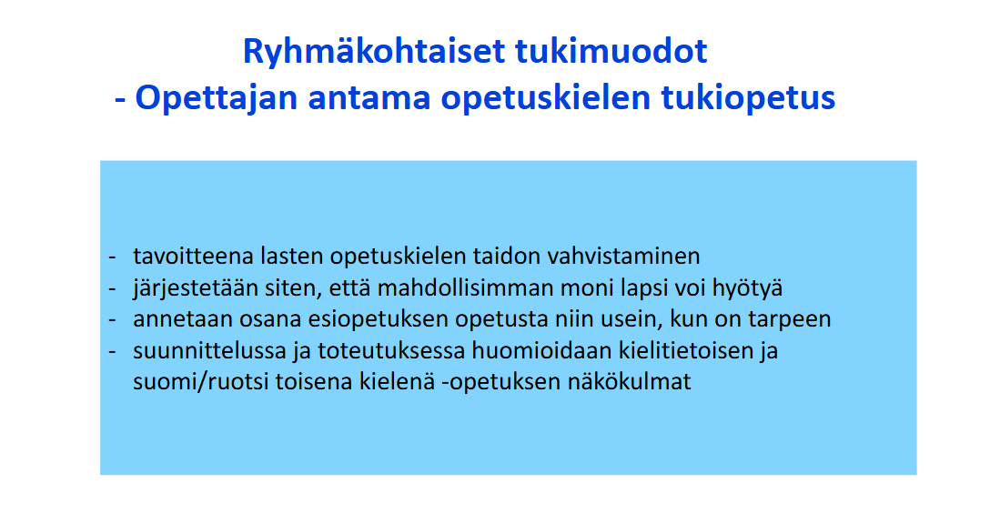 Ryhmäkohtaiset tukimuodot
- Opettajan antama opetuskielen tukiopetus
- tavoitteena lasten opetuskielen taidon vahvistaminen
- järjestetään siten, että mahdollisimman moni lapsi voi hyötyä
- annetaan osana esiopetuksen opetusta niin usein, kun on tarpeen
- suunnittelussa ja toteutuksessa huomioidaan kielitietoisen ja
suomi/ruotsi toisena kielenä -opetuksen näkökulmat